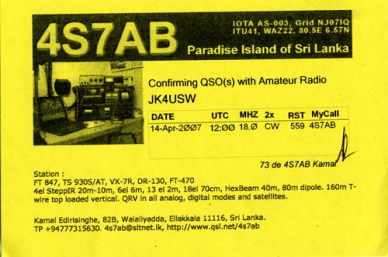 4S7AB
IOTA AS-003, Grid NJ07IQ
ITU41, WAZ22, 80.5E 6.57N
Paradise Island of Sri Lanka
Confirming QSO(s) with Amateur Radio
JK4USW
DATE UTC MHZ 2x RST MyCall
14-Apr-2007 12:00 18.0 CW 559 4S7AB
73 de 4S7AB Kamal
Station :
FT 847, TS 930S/AT, VX-7R, DR-130, FT-470
4el SteppIR 20m-10m, 6el 6m, 13 el 2m, 18el 70cm, HexBeam 40m, 80m dipole. 160m T-
wire top loaded vertical. QRV in all analog, digital modes and satellites.
Kamal Edirisinghe, 82B, Walaliyadda, Ellakkala 11116, Sri Lanka.
TP +94777315630. 4s7ab@sltnet.lk, http://www.qsl.net/4s7ab